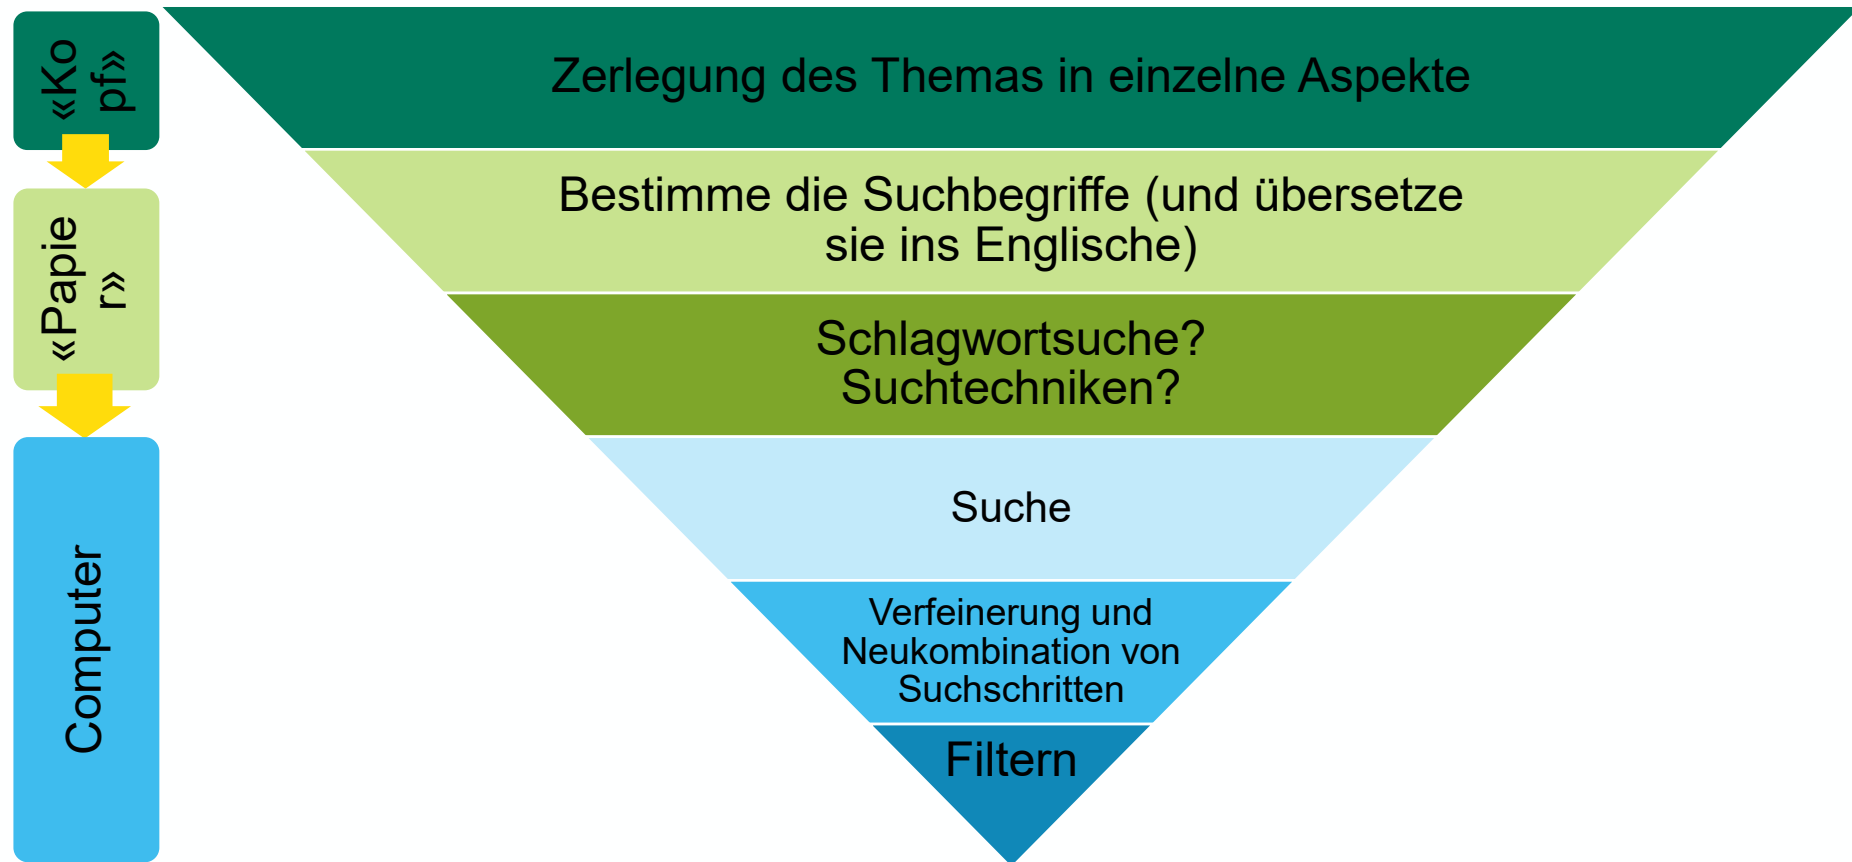 «Ko
pf»
Zerlegung des Themas in einzelne Aspekte
«Papie
r»
Bestimme die Suchbegriffe (und übersetze
sie ins Englische)
Schlagwortsuche?
Suchtechniken?
Computer
Suche
Verfeinerung und
Neukombination von
Suchschritten
Filtern